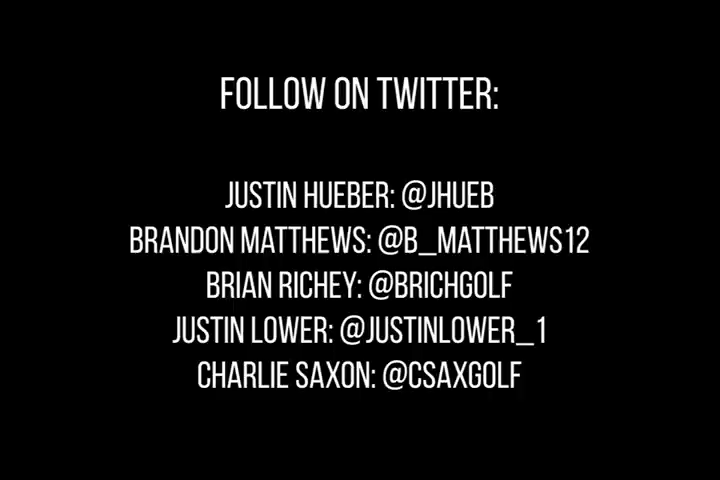 FOLLOW ON TWITTER:
JUSTIN HUEBER: @JHUEB
BRANDON MATTHEWS: @B_MATTHEWS12
BRIAN RICHEY: @BRICHGOLF
JUSTIN LOWER: @JUSTINLOWER_1
CHARLIE SAXON: @CSAXGOLF